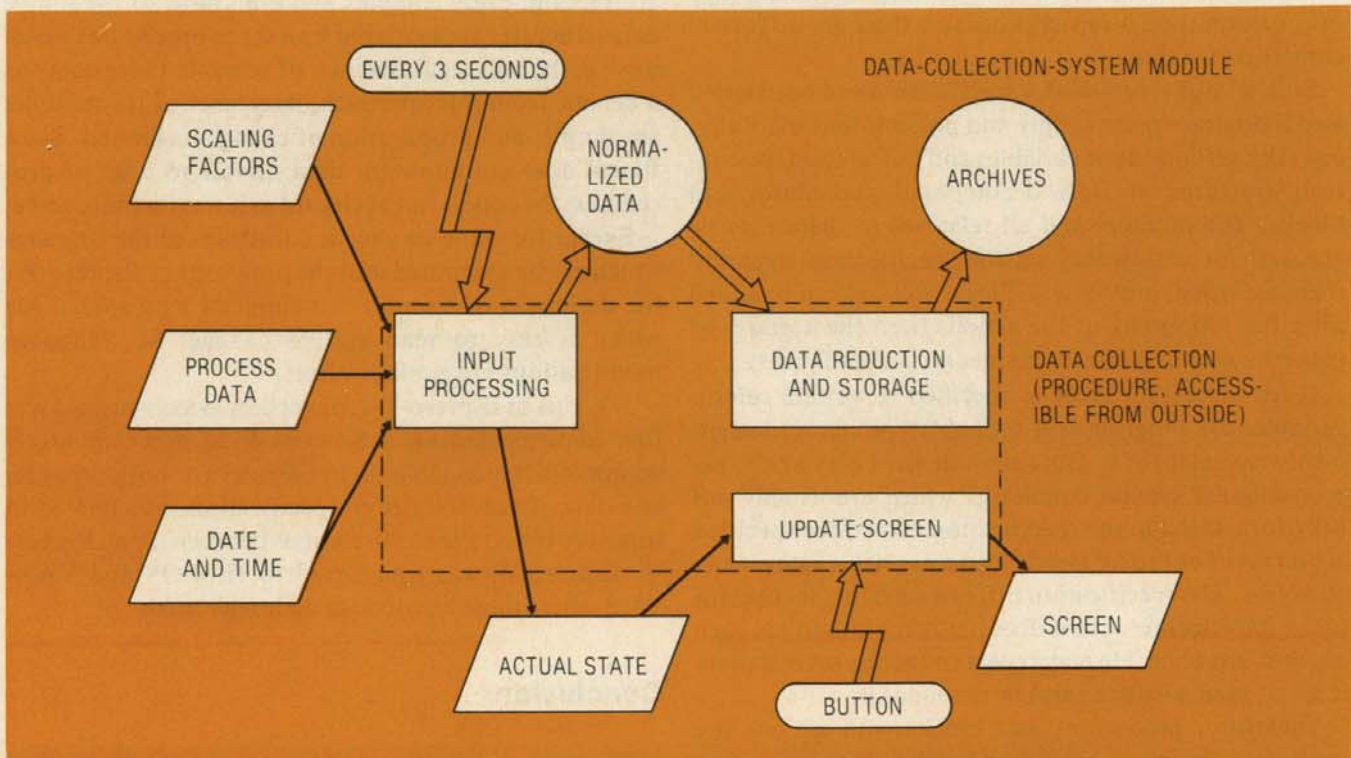 EVERY 3 SECONDS
DATA-COLLECTION-SYSTEM MODULE
SCALING
FACTORS
NORMA-
LIZED
DATA
ARCHIVES
PROCESS
DATA
INPUT
PROCESSING
DATA REDUCTION
AND STORAGE
DATA COLLECTION
(PROCEDURE, ACCESS-
IBLE FROM OUTSIDE)
DATE
AND TIME
UPDATE SCREEN
ACTUAL STATE
SCREEN
BUTTON